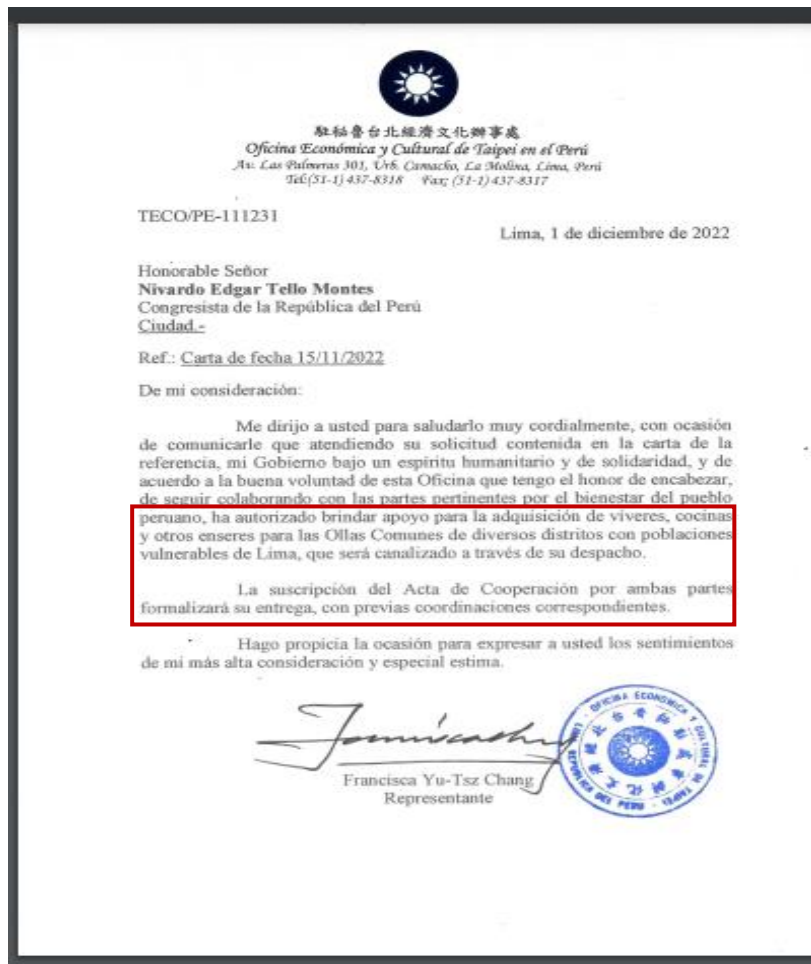 駐秘魯台北經濟文化辦事處
Oficina Económica y Cultural de Taipei en el Perú
Av. Las Palmeras 301, Urb. Camacho, La Molina, Lima, Perú
Tel:(51-1) 437-8318 Fax; (51-1) 437-8317
TECO/PE-111231
Lima, 1 de diciembre de 2022
Honorable Señor
Nivardo Edgar Tello Montes
Congresista de la República del Perú
Ciudad.-
Ref.: Carta de fecha 15/11/2022
De mi consideración:
Me dirijo a usted para saludarlo muy cordialmente, con ocasión
de comunicarle que atendiendo su solicitud contenida en la carta de la
referencia, mi Gobierno bajo un espíritu humanitario y de solidaridad, y de
acuerdo a la buena voluntad de esta Oficina que tengo el honor de encabezar,
de seguir colaborando con las partes pertinentes por el bienestar del pueblo
peruano, ha autorizado brindar apoyo para la adquisición de víveres, cocinas
y otros enseres para las Ollas Comunes de diversos distritos con poblaciones
vulnerables de Lima, que será canalizado a través de su despacho.
La suscripción del Acta de Cooperación por ambas partes
formalizará su entrega, con previas coordinaciones correspondientes.
Hago propicia la ocasión para expresar a usted los sentimientos
de mi más alta consideración y especial estima.
Francisca Yu-Tsz Chang
Representante
OFICINA ECONOMICA Y CULTURAL DE TAIPEI